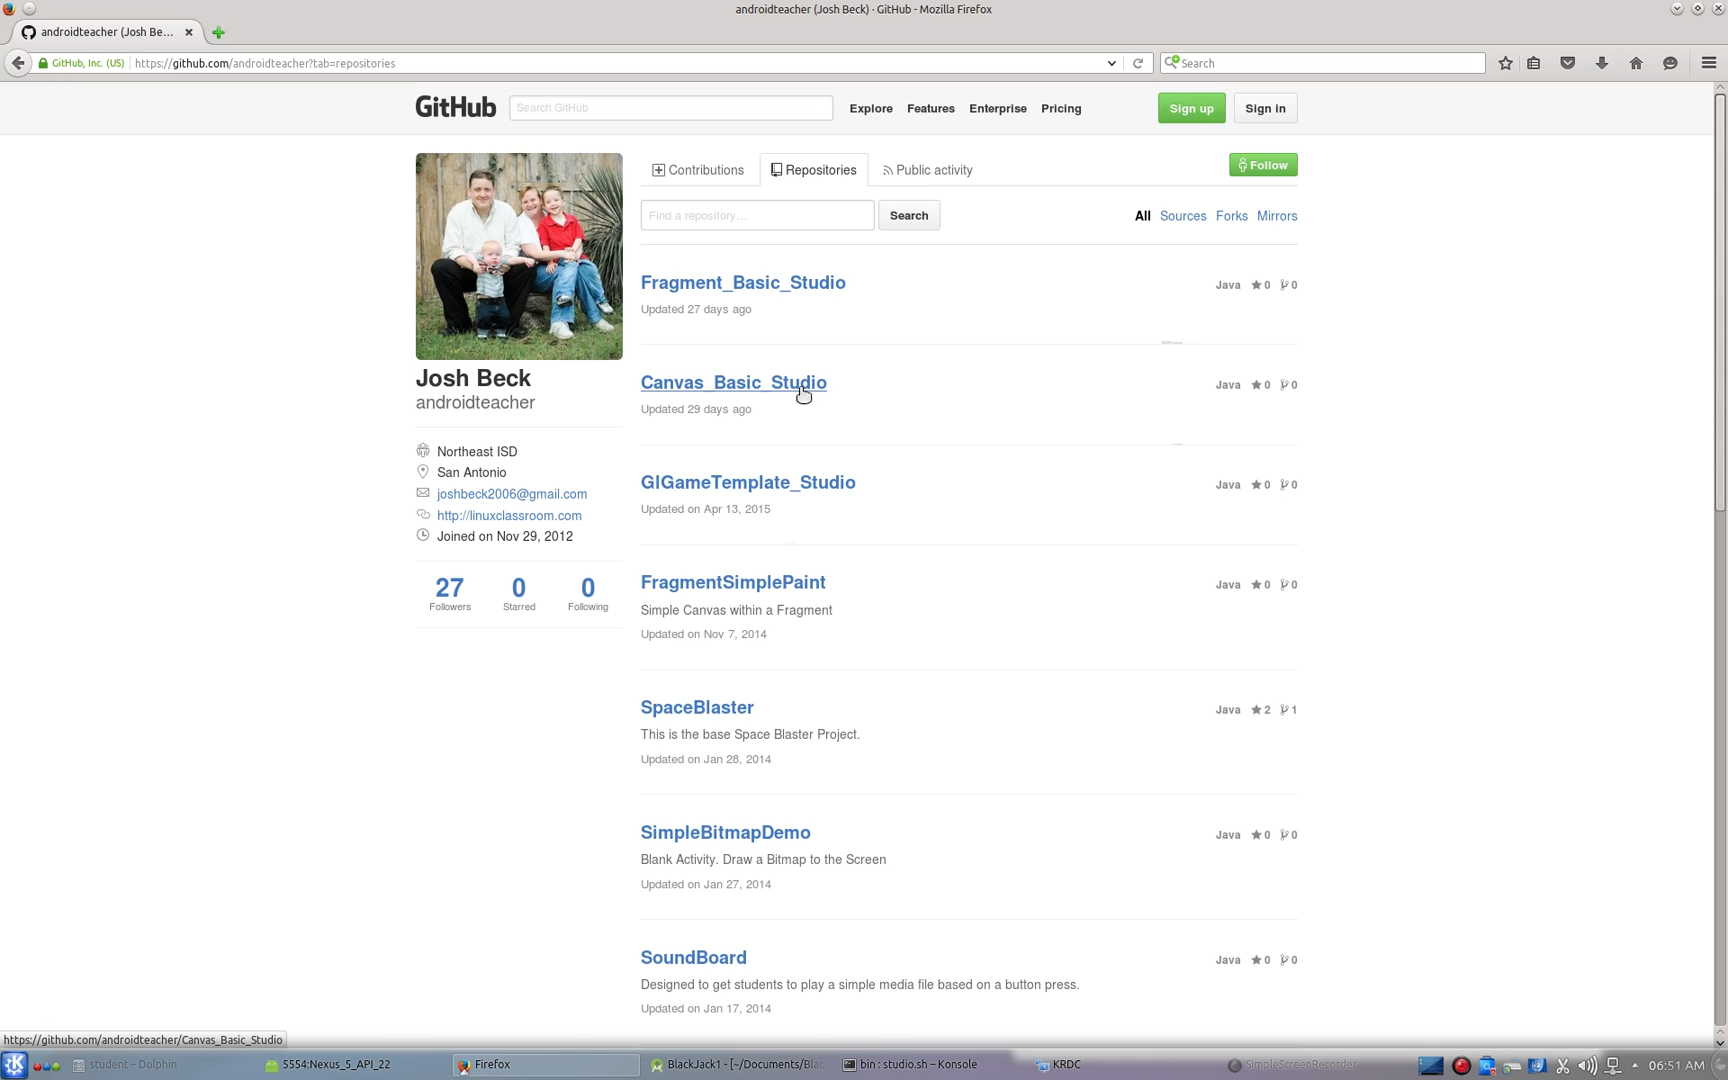 androidteacher (Josh Beck) · GitHub - Mozilla Firefox
androidteacher (Josh Be...
GitHub, Inc. (US)
https://github.com/androidteacher?tab=repositories
Search
GitHub
Search GitHub
Explore
Features
Enterprise
Pricing
Sign up
Sign in
Contributions
Repositories
Public activity
Follow
Find a repository...
Search
All
Sources
Forks
Mirrors
Josh Beck
androidteacher
Northeast ISD
San Antonio
joshbeck2006@gmail.com
http://linuxclassroom.com
Joined on Nov 29, 2012
27 0 0
Followers Starred Following
Fragment_Basic_Studio
Java 0 0
Updated 27 days ago
Canvas_Basic_Studio
Java 0 0
Updated 29 days ago
GlGameTemplate_Studio
Java 0 0
Updated on Apr 13, 2015
FragmentSimplePaint
Java 0 0
Simple Canvas within a Fragment
Updated on Nov 7, 2014
SpaceBlaster
Java 2 1
This is the base Space Blaster Project.
Updated on Jan 28, 2014
SimpleBitmapDemo
Java 0 0
Blank Activity. Draw a Bitmap to the Screen
Updated on Jan 27, 2014
SoundBoard
Java 0 0
Designed to get students to play a simple media file based on a button press.
Updated on Jan 17, 2014
https://github.com/androidteacher/Canvas_Basic_Studio
student – Dolphin
5554:Nexus_5_API_22
Firefox
BlackJack1 - [~/Documents/Blac
bin : studio.sh – Konsole
KRDC
SimpleScreenRecorder
06:51 AM